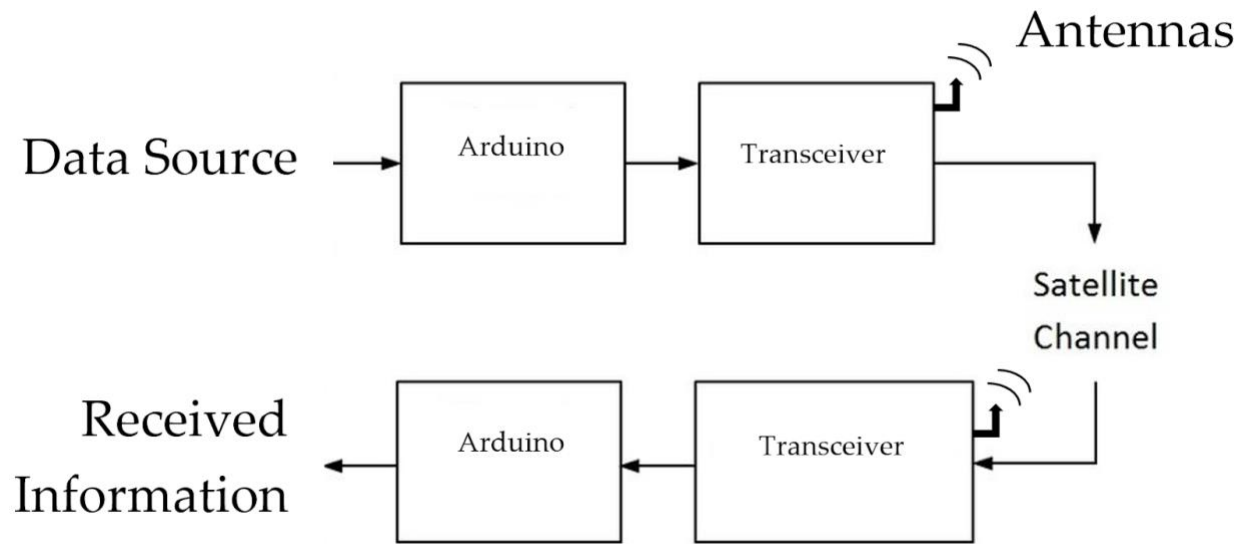 Antennas
Data Source
Arduino
Transceiver
Satellite
Channel
Received
Information
Arduino
Transceiver